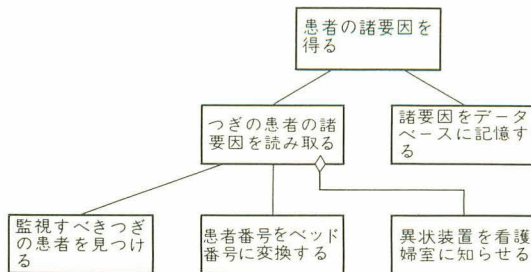 患者の諸要因を
得る
つぎの患者の諸
要因を読み取る
諸要因をデータ
ベースに記憶す
る
監視すべきつぎ
の患者を見つけ
る
患者番号をベッド
番号に変換する
異状装置を看護
婦室に知らせる